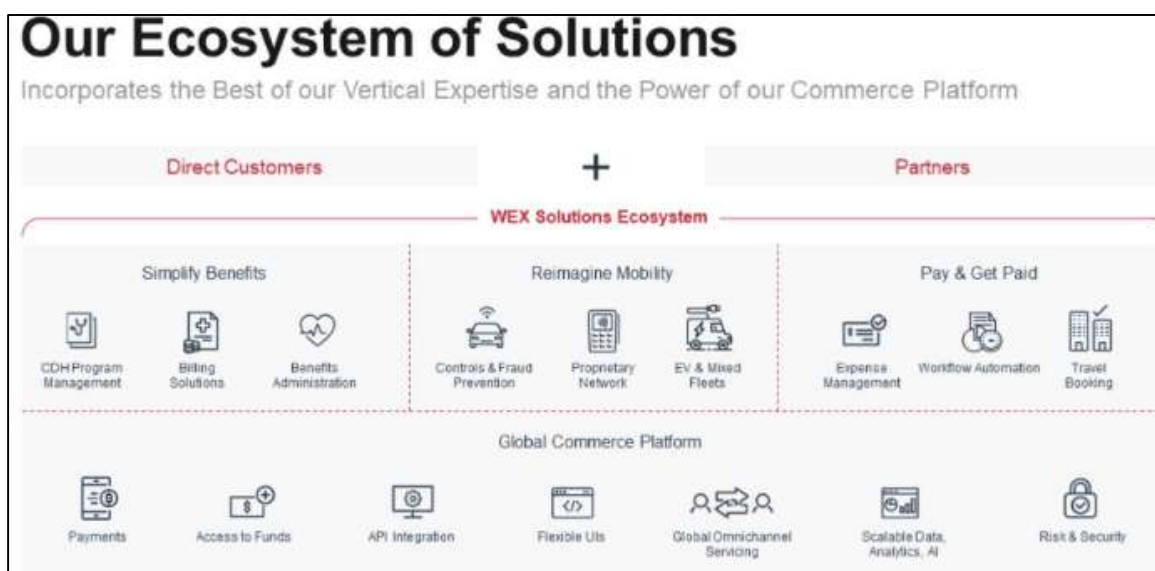 Our Ecosystem of Solutions
Incorporates the Best of our Vertical Expertise and the Power of our Commerce Platform
Direct Customers
+
Partners
WEX Solutions Ecosystem
Simplify Benefits
CDH Program
Management
Billing
Solutions
Benefits
Administration
Reimagine Mobility
Controls & Fraud
Prevention
Proprietary
Network
EV & Mixed
Fleets
Pay & Get Paid
Expense
Management
Workflow Automation
Travel
Booking
Global Commerce Platform
Payments
Access to Funds
API Integration
Flexible UIs
Global Omnichannel
Servicing
Scalable Data,
Analytics, AI
Risk & Security